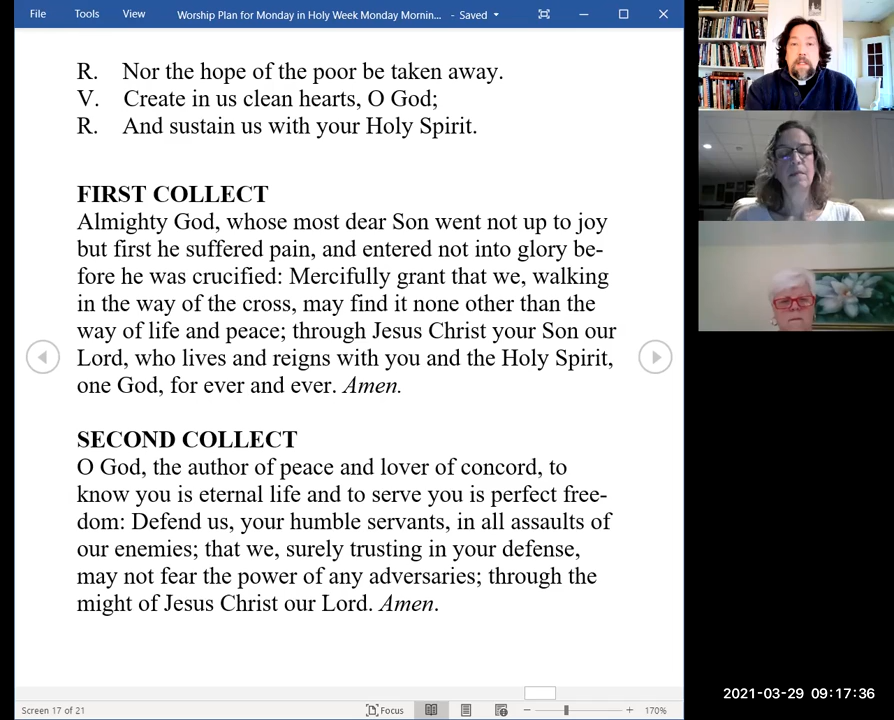 File Tools View Worship Plan for Monday in Holy Week Monday Mornin... - Saved
R. Nor the hope of the poor be taken away.
V. Create in us clean hearts, O God;
R. And sustain us with your Holy Spirit.
FIRST COLLECT
Almighty God, whose most dear Son went not up to joy
but first he suffered pain, and entered not into glory be-
fore he was crucified: Mercifully grant that we, walking
in the way of the cross, may find it none other than the
way of life and peace; through Jesus Christ your Son our
Lord, who lives and reigns with you and the Holy Spirit,
one God, for ever and ever. Amen.
SECOND COLLECT
O God, the author of peace and lover of concord, to
know you is eternal life and to serve you is perfect free-
dom: Defend us, your humble servants, in all assaults of
our enemies; that we, surely trusting in your defense,
may not fear the power of any adversaries; through the
might of Jesus Christ our Lord. Amen.
2021-03-29 09:17:36
Screen 17 of 21 Focus 170%